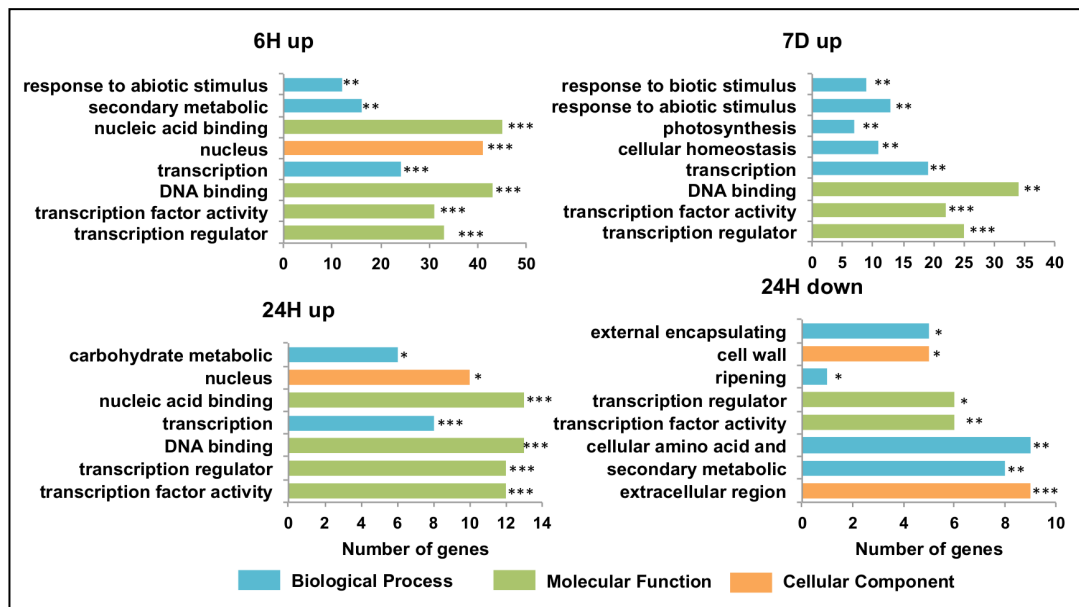 6H up
response to abiotic stimulus **
secondary metabolic **
nucleic acid binding ***
nucleus ***
transcription ***
DNA binding ***
transcription factor activity ***
transcription regulator ***
0 10 20 30 40 50
7D up
response to biotic stimulus **
response to abiotic stimulus **
photosynthesis **
cellular homeostasis **
transcription **
DNA binding **
transcription factor activity ***
transcription regulator ***
0 5 10 15 20 25 30 35 40
24H up
carbohydrate metabolic *
nucleus *
nucleic acid binding ***
transcription ***
DNA binding ***
transcription regulator ***
transcription factor activity ***
0 2 4 6 8 10 12 14
Number of genes
24H down
external encapsulating *
cell wall *
ripening *
transcription regulator *
transcription factor activity **
cellular amino acid and **
secondary metabolic **
extracellular region ***
0 2 4 6 8 10
Number of genes
Biological Process Molecular Function Cellular Component